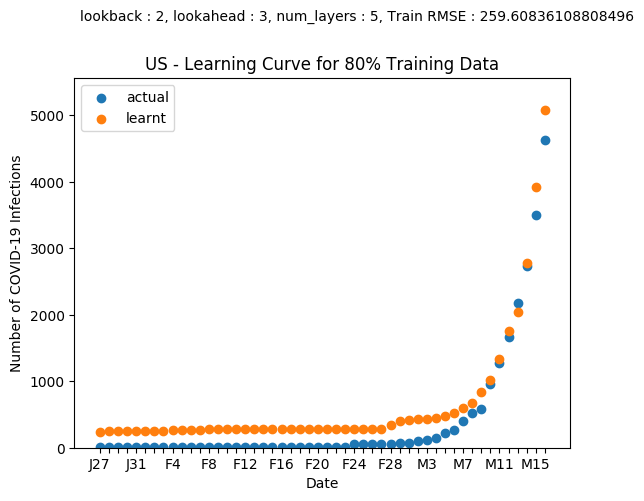 lookback : 2, lookahead : 3, num_layers : 5, Train RMSE : 259.60836108808496
US - Learning Curve for 80% Training Data
actual
learnt
Number of COVID-19 Infections
5000
4000
3000
2000
1000
0
J27 J31 F4 F8 F12 F16 F20 F24 F28 M3 M7 M11 M15
Date